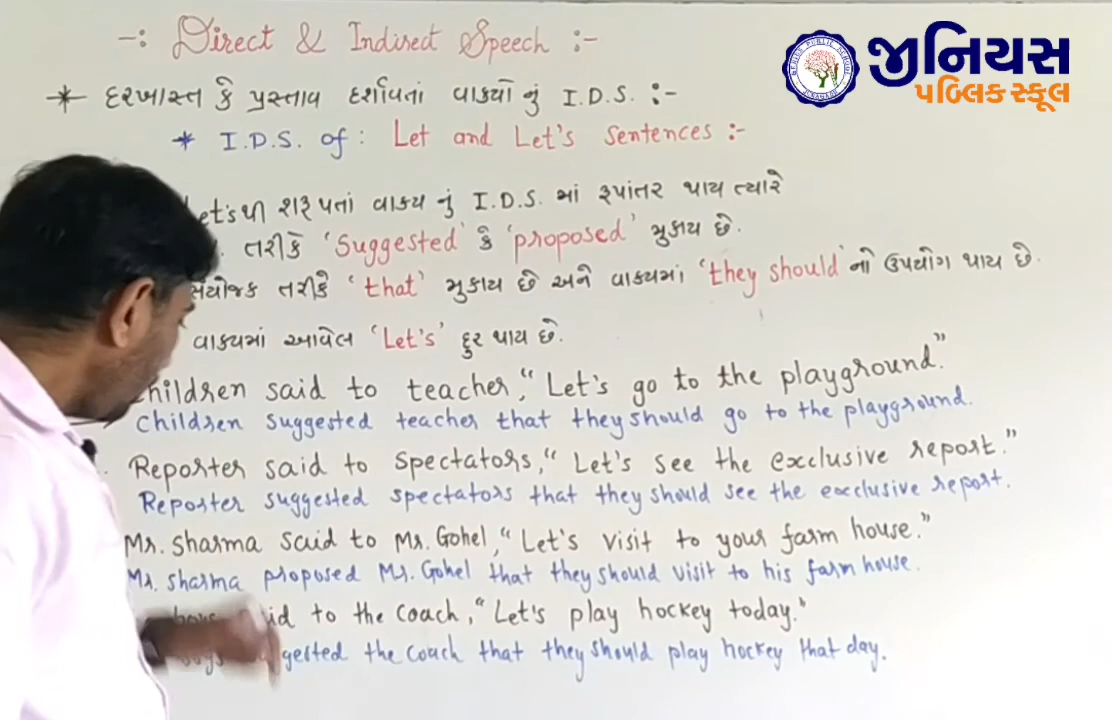 -: Direct & Indirect Speech :-
જીનિયસ
પબ્લિક સ્કૂલ
* દરખાસ્ત કે પ્રસ્તાવ દર્શાવતાં વાક્યો નું I.D.S. :-
* I.D.S. of: Let and Let's Sentences :-
Let'sથી શરૂ થતાં વાક્ય નું I.D.S. માં રૂપાંતર થાય ત્યારે
તરીકે 'Suggested' કે 'proposed' મુકાય છે.
સંયોજક તરીકે 'that' મુકાય છે અને વાક્યમાં 'they should' નો ઉપયોગ થાય છે.
વાક્યમાં આવેલ 'Let's' દુર થાય છે.
Children said to teacher, "Let's go to the playground."
Children suggested teacher that they should go to the playground.
Reporter said to spectators, "Let's see the exclusive report."
Reporter suggested spectators that they should see the exclusive report.
Mr. Sharma said to Mr. Gohel, "Let's visit to your farm house."
Mr. Sharma proposed Mr. Gohel that they should visit to his farm house.
to the coach, "Let's play hockey today."
the coach that they should play hockey that day.